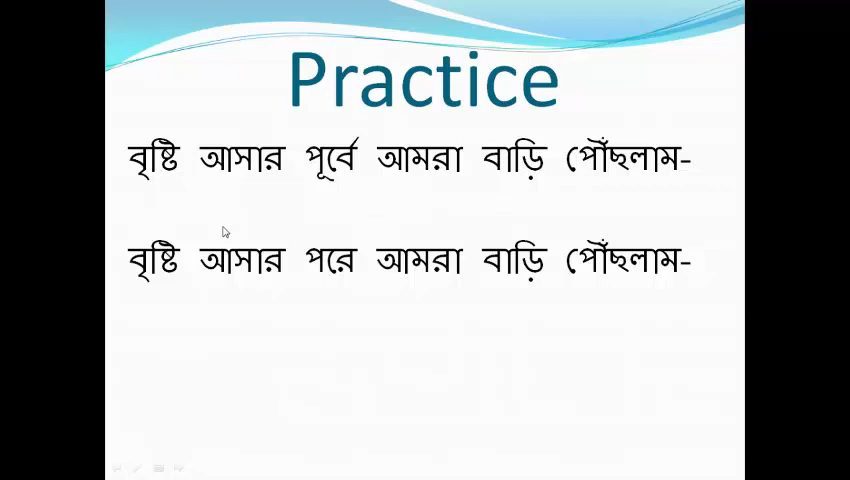 Practice
বৃষ্টি আসার পূর্বে আমরা বাড়ি পৌঁছলাম-
বৃষ্টি আসার পরে আমরা বাড়ি পৌঁছলাম-